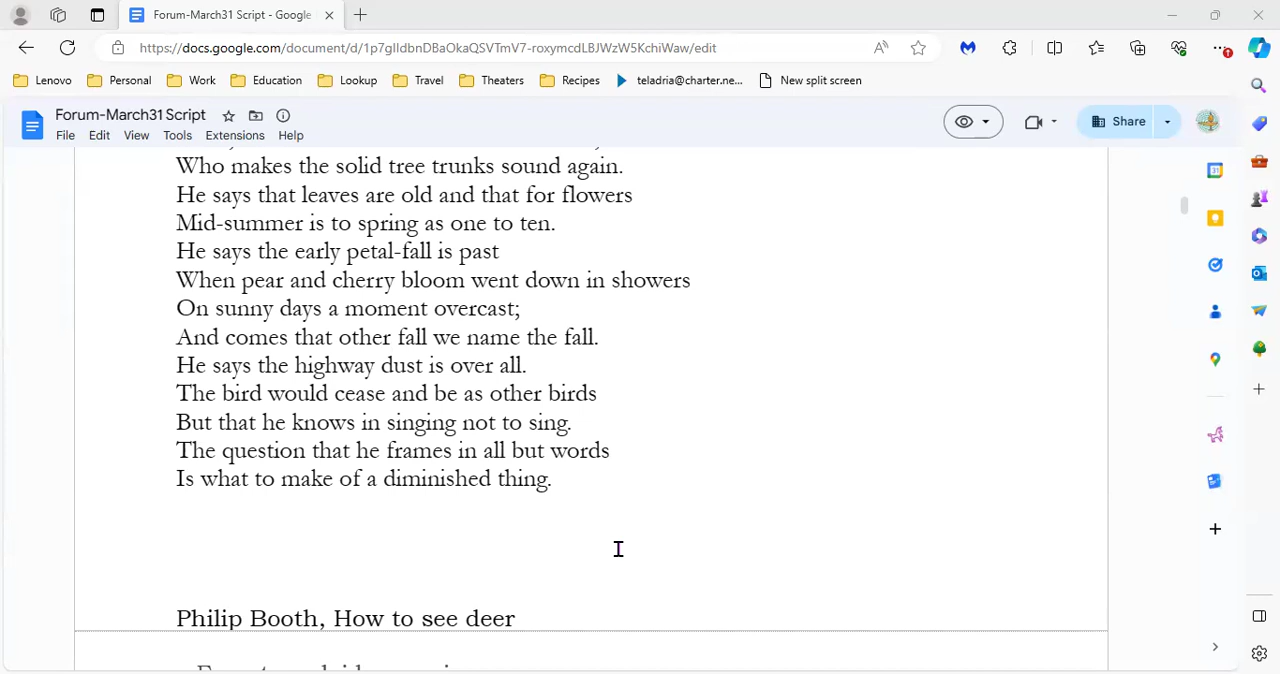 Forum-March31 Script - Google
https://docs.google.com/document/d/1p7glIdbnDBaOkaQSVTmV7-roxymcdLBJWzW5KchiWaw/edit
Lenovo Personal Work Education Lookup Travel Theaters Recipes teladria@charter.ne... New split screen
Forum-March31 Script
Share
File Edit View Tools Extensions Help
Who makes the solid tree trunks sound again.
He says that leaves are old and that for flowers
Mid-summer is to spring as one to ten.
He says the early petal-fall is past
When pear and cherry bloom went down in showers
On sunny days a moment overcast;
And comes that other fall we name the fall.
He says the highway dust is over all.
The bird would cease and be as other birds
But that he knows in singing not to sing.
The question that he frames in all but words
Is what to make of a diminished thing.
Philip Booth, How to see deer